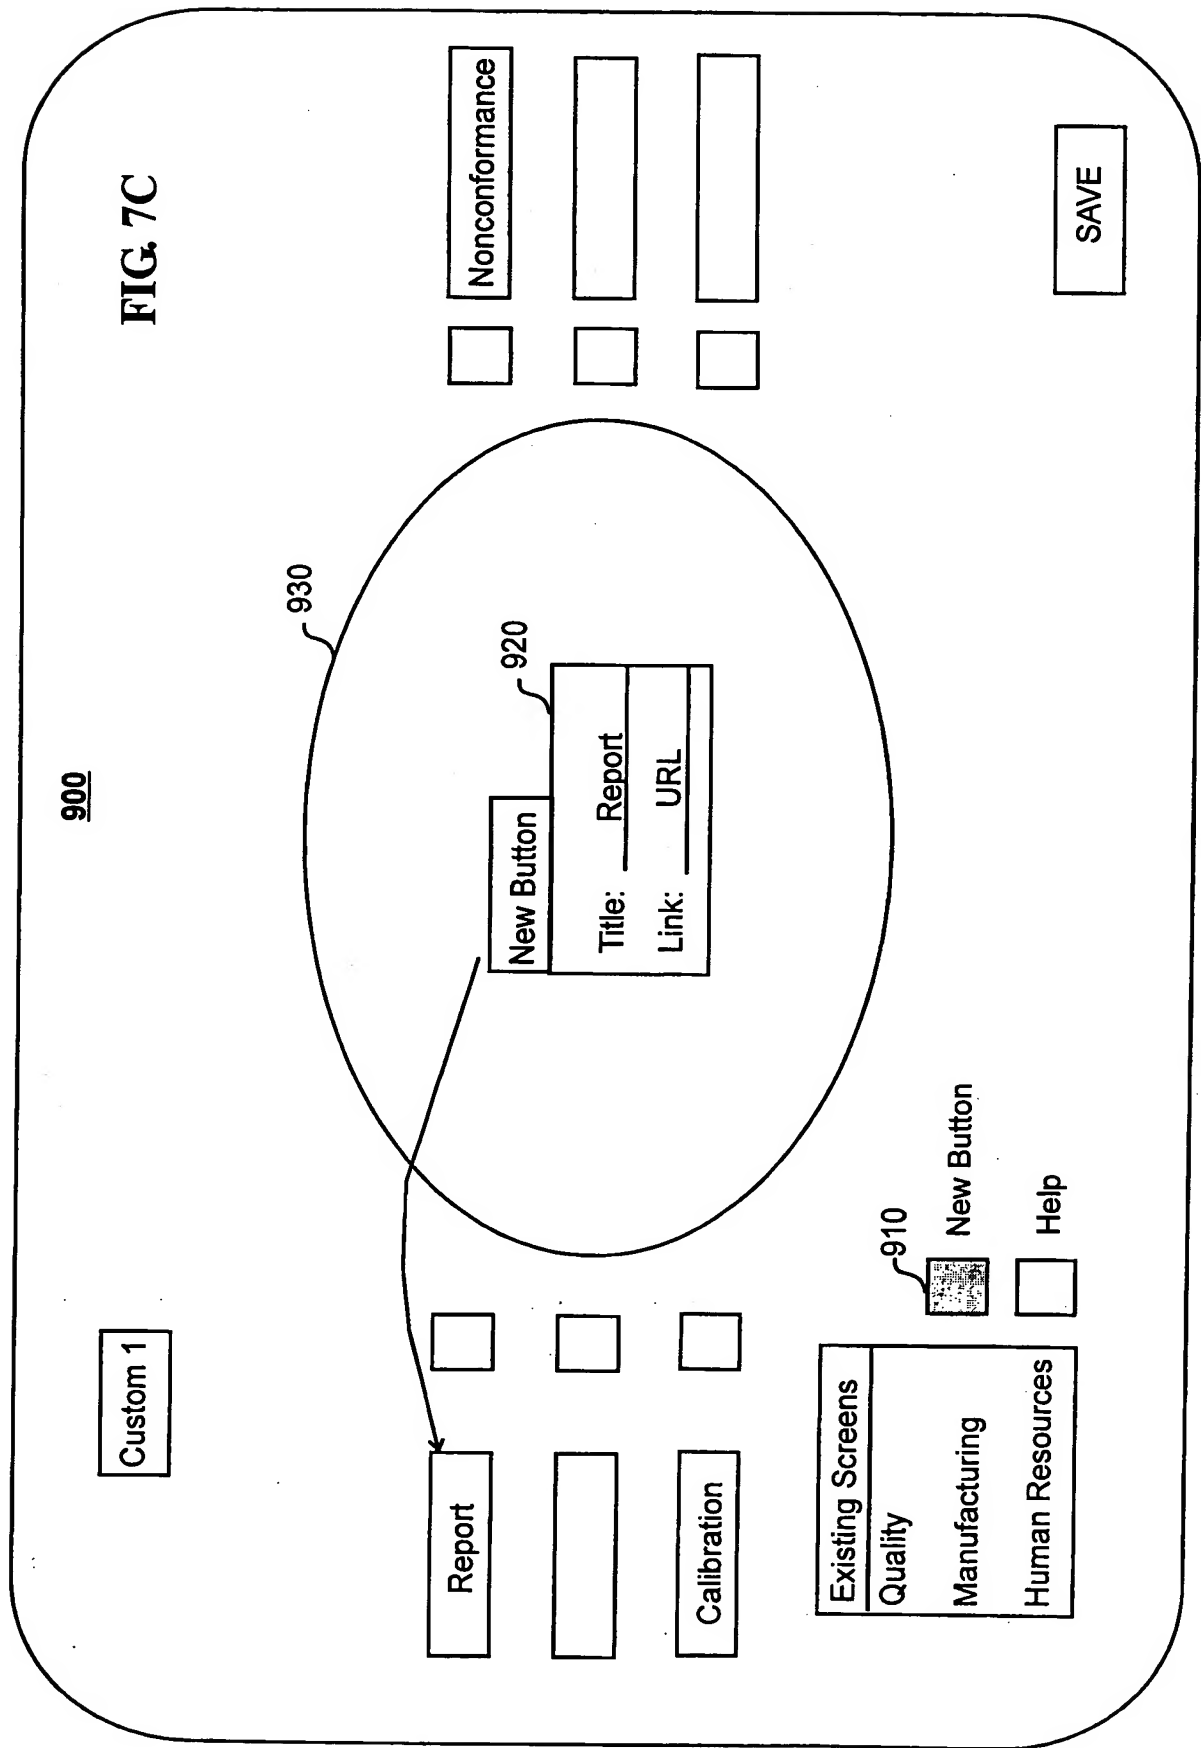 900
FIG. 7C
Custom 1
930
Report
Nonconformance
920
New Button
Title: Report
Link: URL
Calibration
Existing Screens
Quality
Manufacturing
Human Resources
910
New Button
Help
SAVE